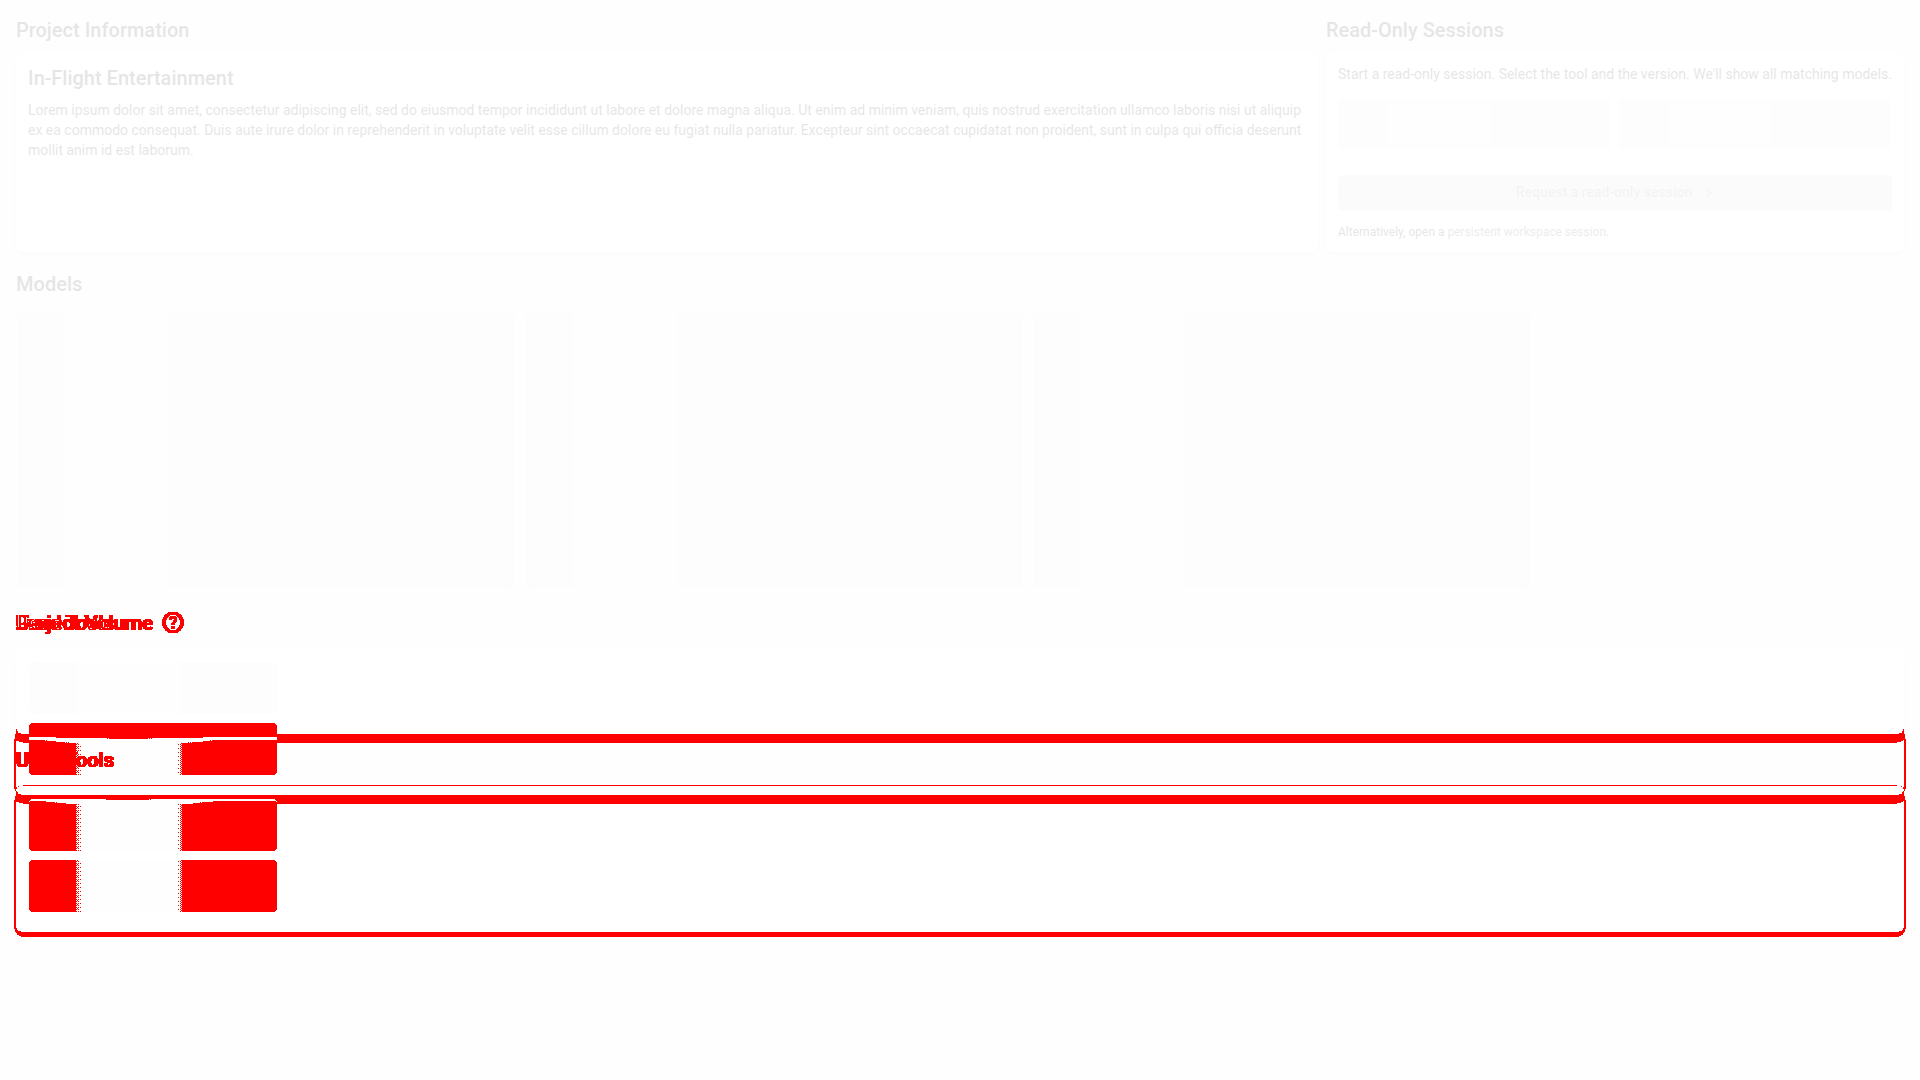 Project Information
Read-Only Sessions
In-Flight Entertainment
Start a read-only session. Select the tool and the version. We'll show all matching models.
Lorem ipsum dolor sit amet, consectetur adipiscing elit, sed do eiusmod tempor incididunt ut labore et dolore magna aliqua. Ut enim ad minim veniam, quis nostrud exercitation ullamco laboris nisi ut aliquip
ex ea commodo consequat. Duis aute irure dolor in reprehenderit in voluptate velit esse cillum dolore eu fugiat nulla pariatur. Excepteur sint occaecat cupidatat non proident, sunt in culpa qui officia deserunt
mollit anim id est laborum.
Request a read-only session
Alternatively, open a persistent workspace session.
Models